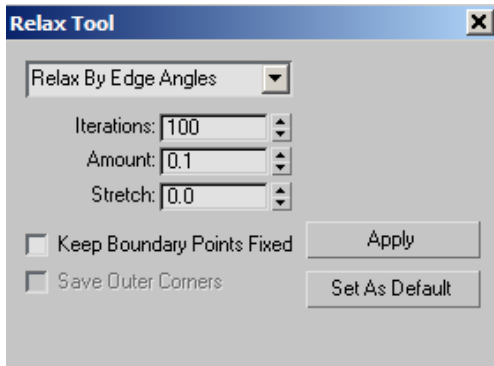 Relax Tool
Relax By Edge Angles
Iterations: 100
Amount: 0.1
Stretch: 0.0
Keep Boundary Points Fixed
Apply
Save Outer Corners
Set As Default